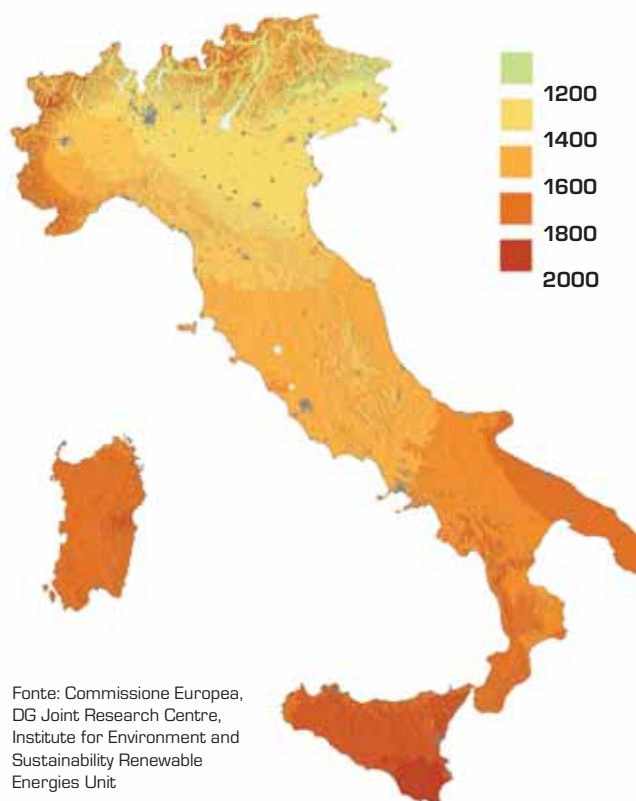 1200
1400
1600
1800
2000
Fonte: Commissione Europea,
DG Joint Research Centre,
Institute for Environment and
Sustainability Renewable
Energies Unit